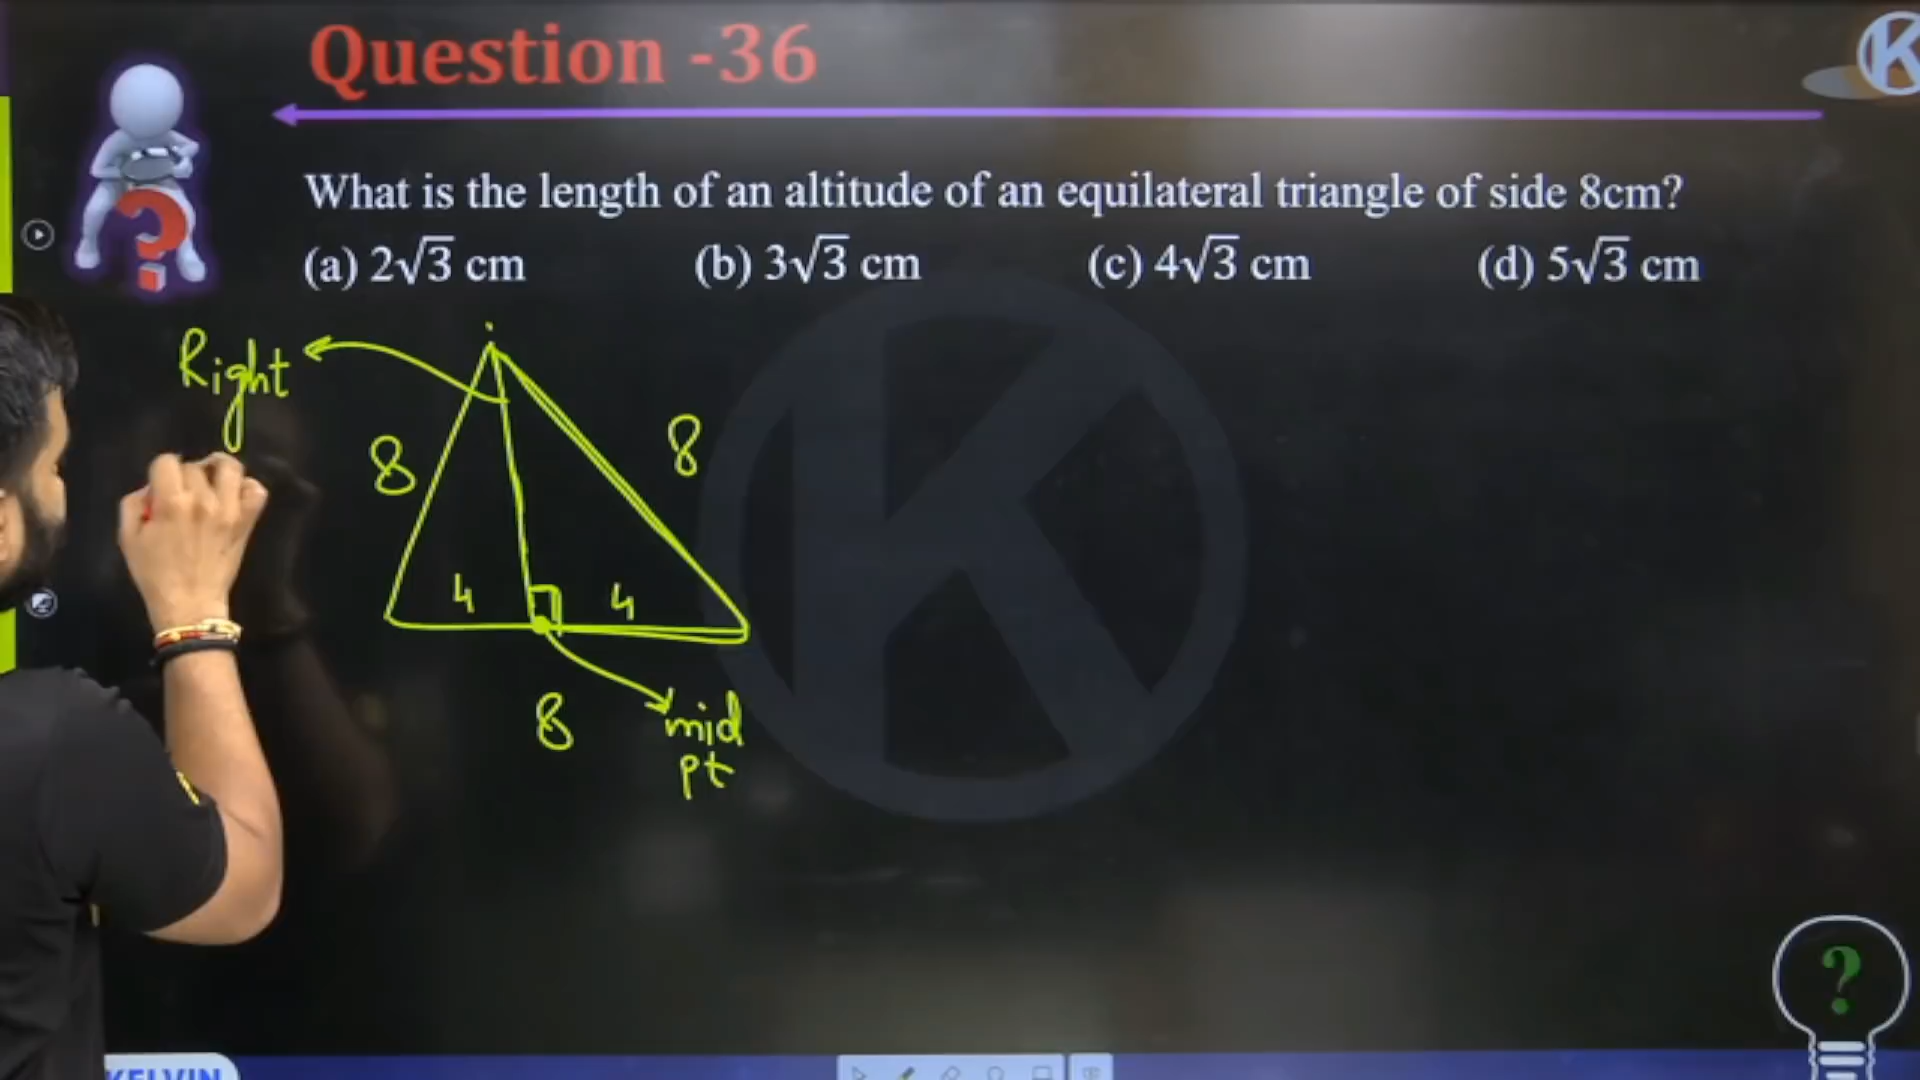 Question -36
What is the length of an altitude of an equilateral triangle of side 8cm?
(a) 2√3 cm (b) 3√3 cm (c) 4√3 cm (d) 5√3 cm
Right
8 8
4 4
8
mid
pt
K
K
?
?
KELVIN